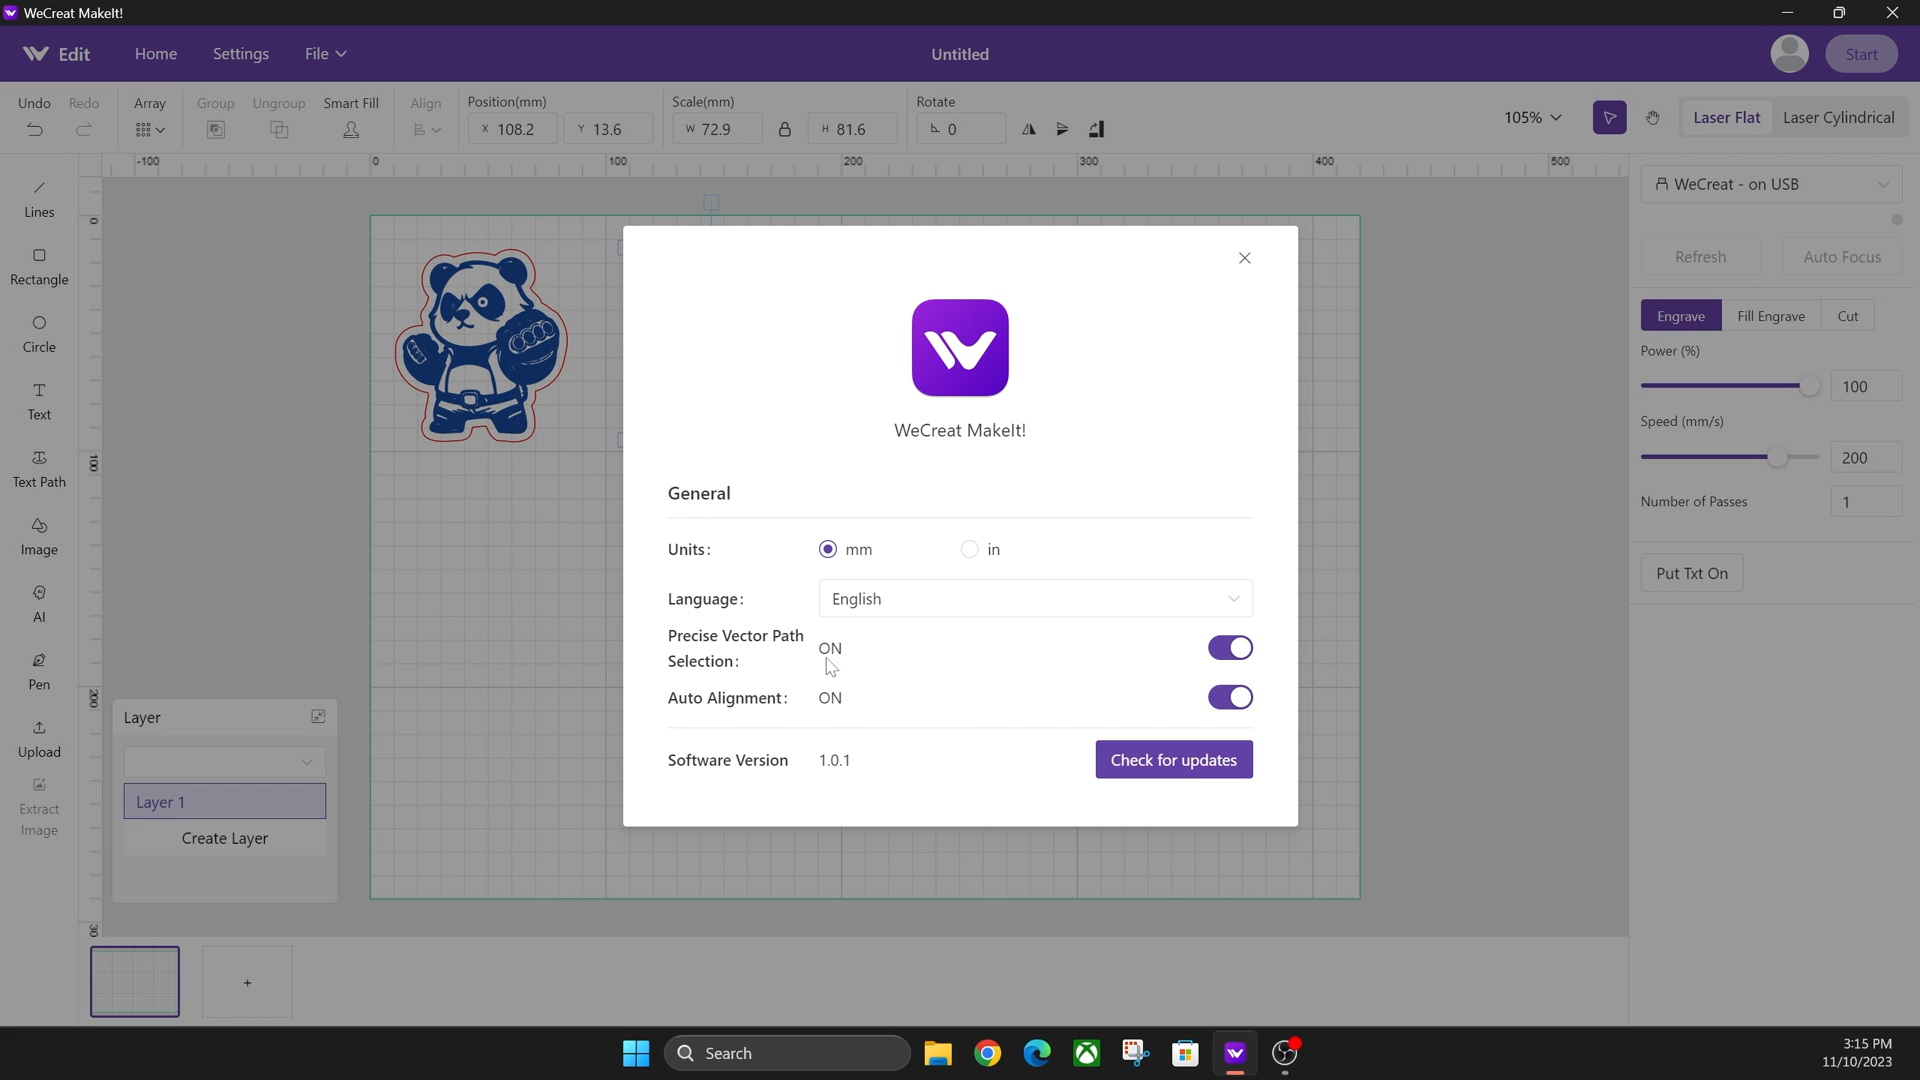 WeCreat MakeIt!
Edit Home Settings File Untitled Start
Undo Redo Array Group Ungroup Smart Fill Align Position(mm) Scale(mm) Rotate
X 108.2 Y 13.6 W 72.9 H 81.6 0 105% Laser Flat Laser Cylindrical
-100 0 100 200 300 400 500
0
100
200
30
Lines
Rectangle
Circle
Text
Text Path
Image
AI
Pen
Upload
Extract
Image
Layer
Layer 1
Create Layer
+
WeCreat MakeIt!
General
Units: mm in
Language: English
Precise Vector Path
Selection: ON
Auto Alignment: ON
Software Version 1.0.1 Check for updates
WeCreat - on USB
Refresh Auto Focus
Engrave Fill Engrave Cut
Power (%)
100
Speed (mm/s)
200
Number of Passes 1
Put Txt On
Search
3:15 PM
11/10/2023